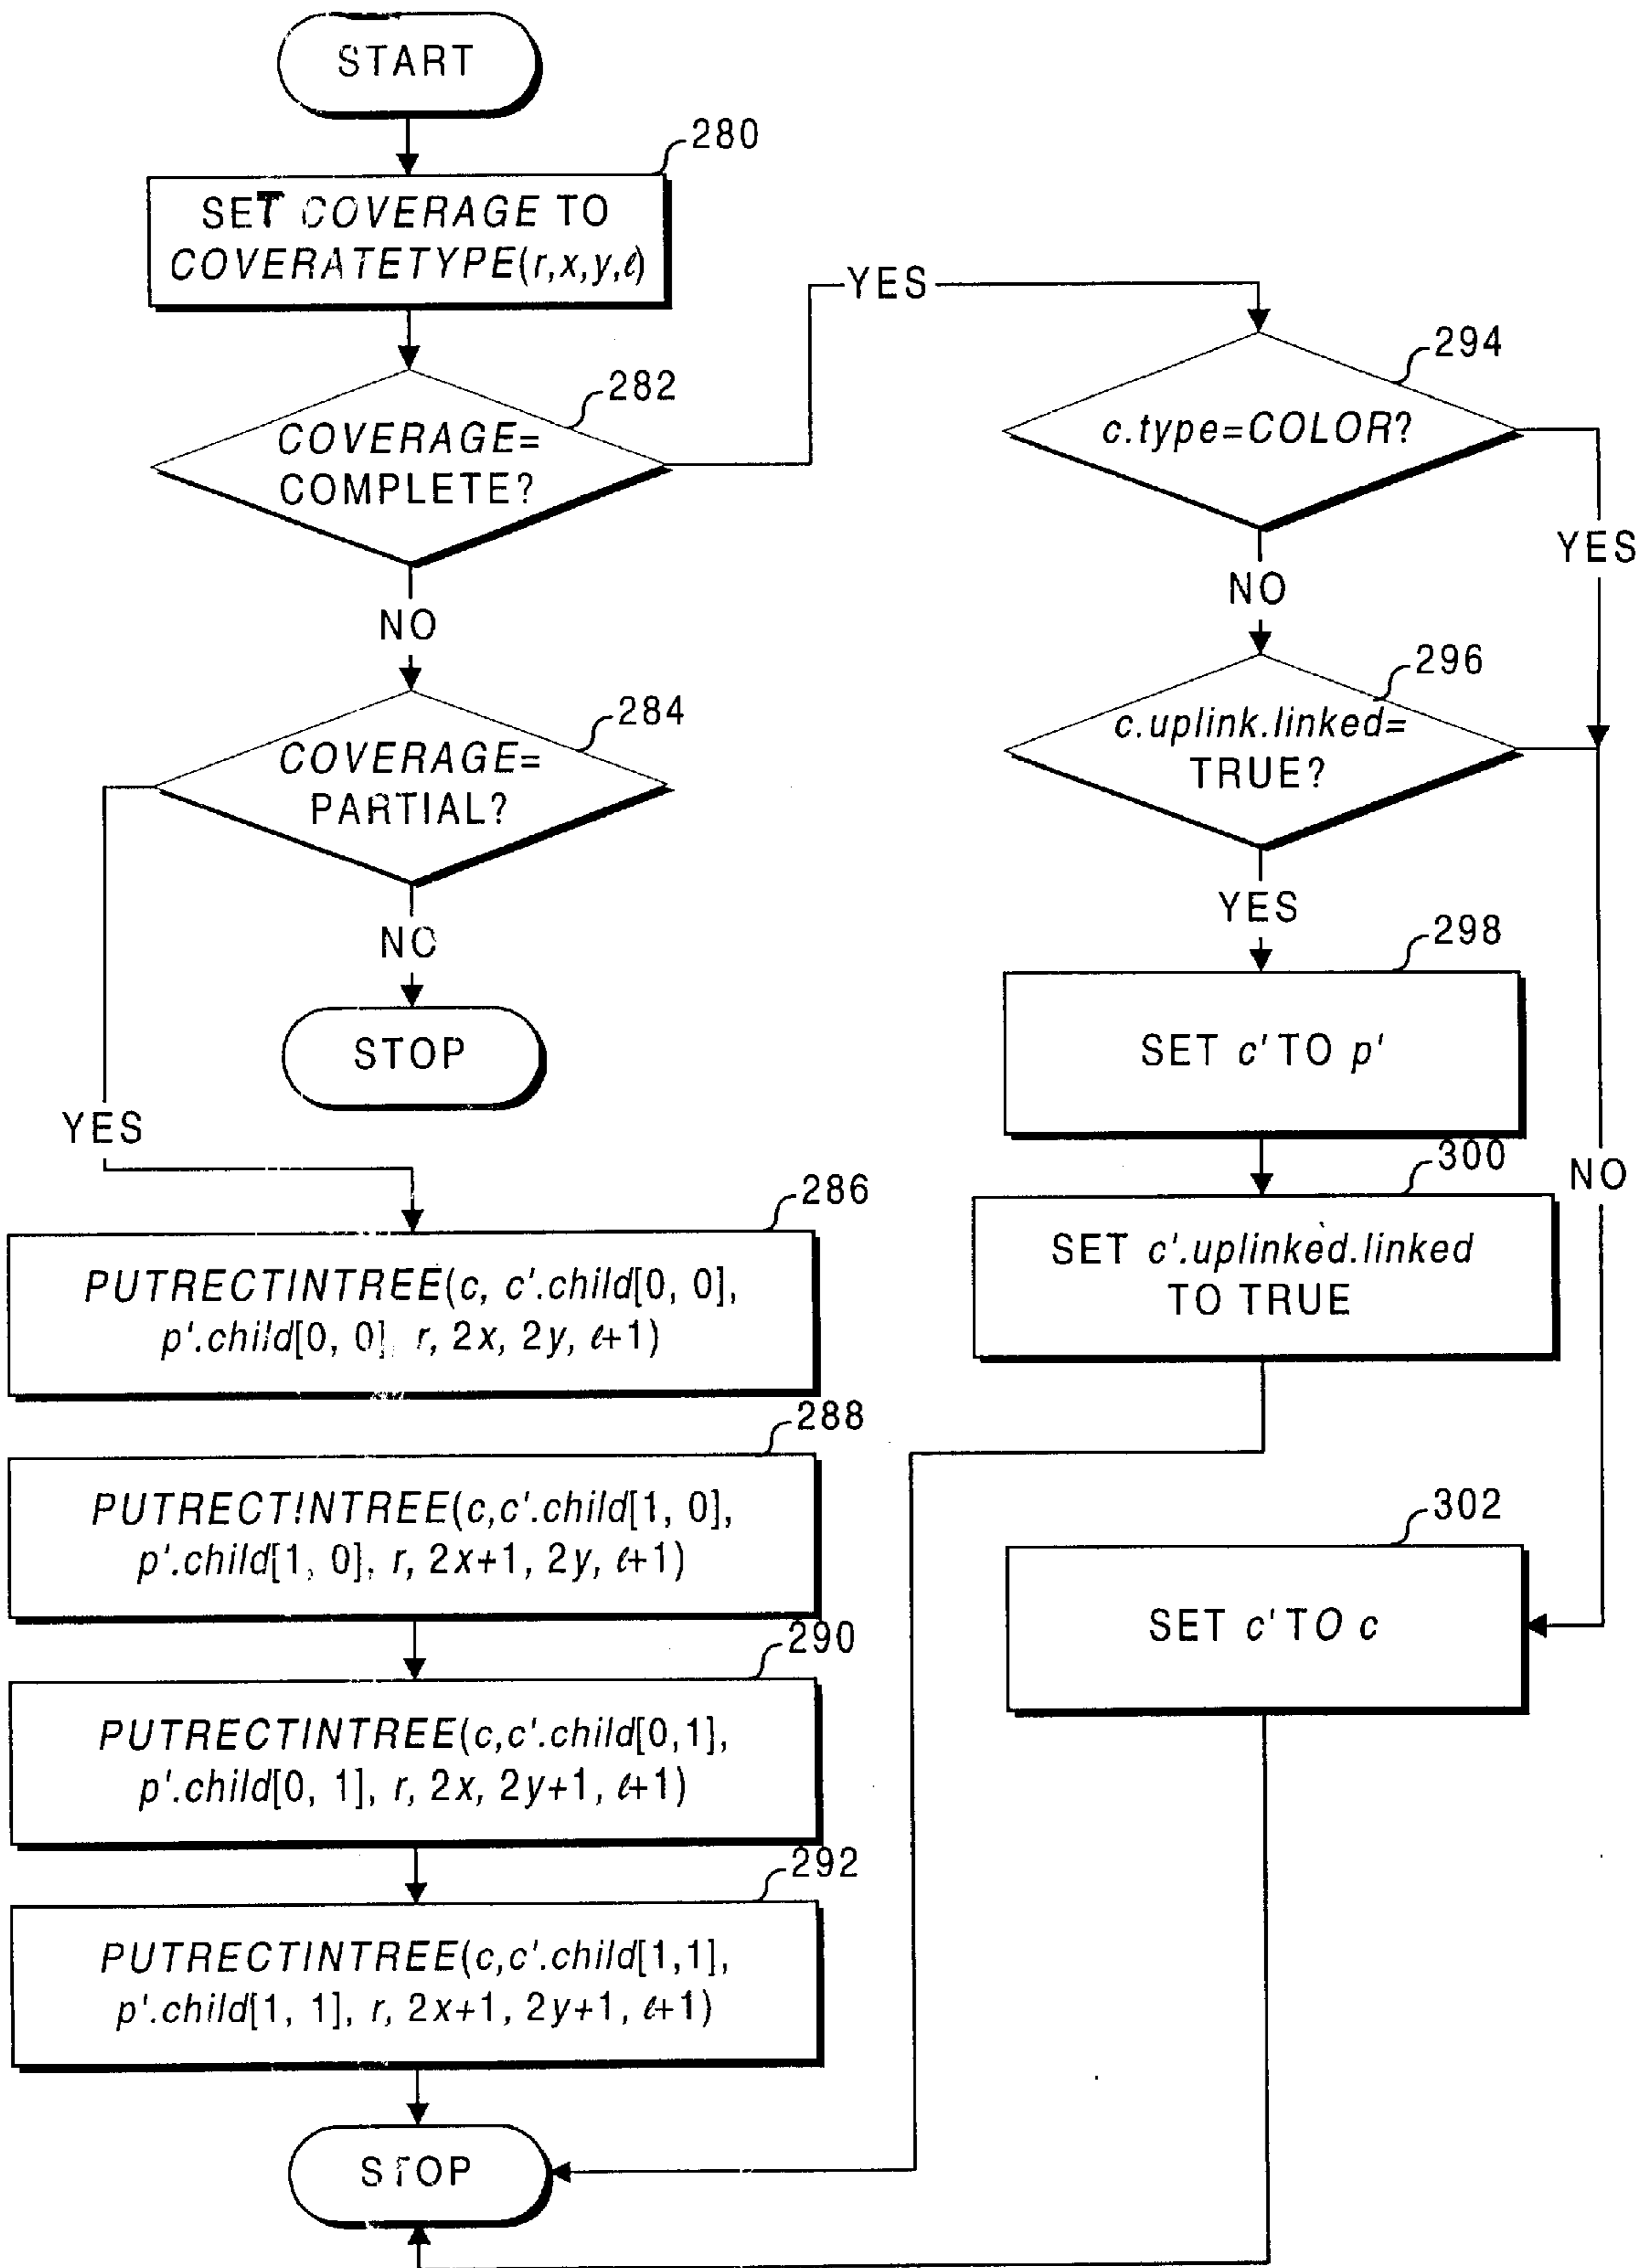 START
280
SET COVERAGE TO
COVERATETYPE(r,x,y,ℓ)
282
COVERAGE=
COMPLETE?
YES
NO
284
COVERAGE=
PARTIAL?
NO
STOP
YES
286
PUTRECTINTREE(c, c'.child[0, 0],
p'.child[0, 0], r, 2x, 2y, ℓ+1)
288
PUTRECTINTREE(c,c'.child[1, 0],
p'.child[1, 0], r, 2x+1, 2y, ℓ+1)
290
PUTRECTINTREE(c,c'.child[0,1],
p'.child[0, 1], r, 2x, 2y+1, ℓ+1)
292
PUTRECTINTREE(c,c'.child[1,1],
p'.child[1, 1], r, 2x+1, 2y+1, ℓ+1)
STOP
294
c.type=COLOR?
YES
NO
296
c.uplink.linked=
TRUE?
YES
NO
298
SET c' TO p'
300
SET c'.uplinked.linked
TO TRUE
302
SET c' TO c